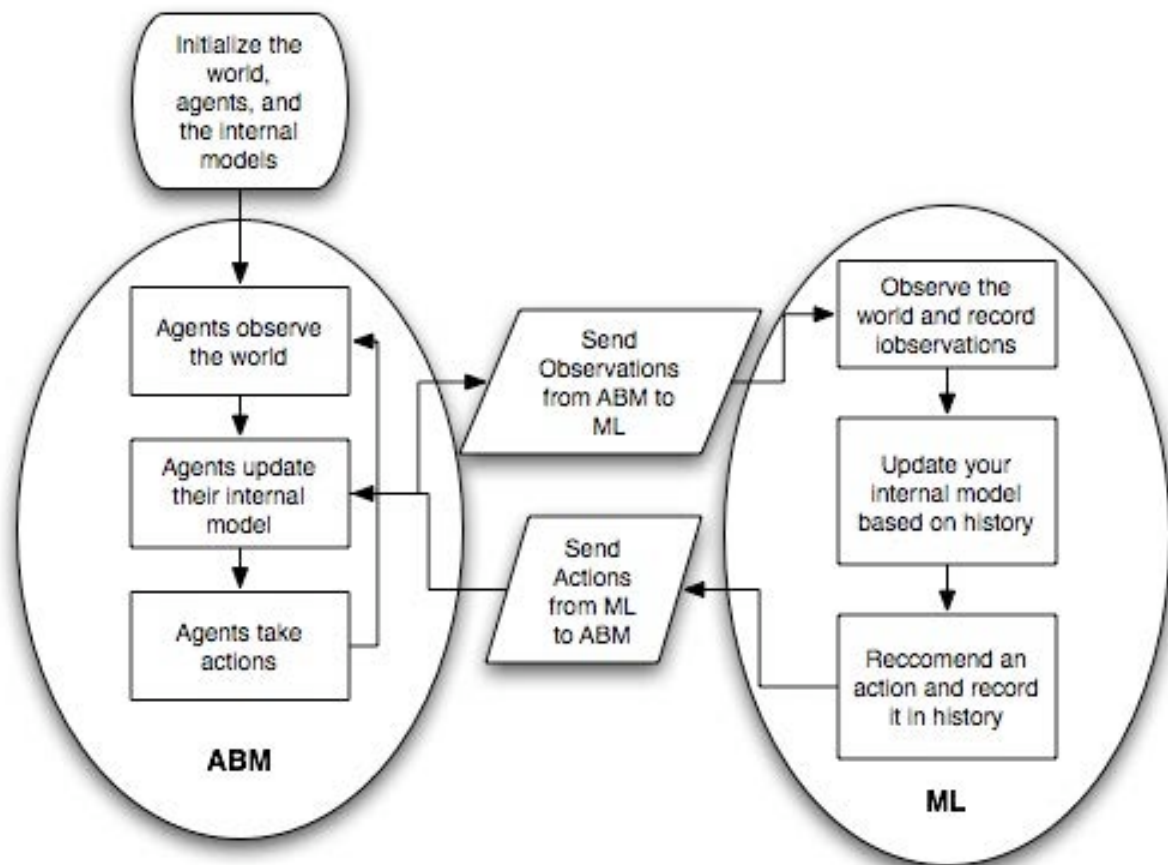 Initialize the
world,
agents, and
the internal
models
Agents observe
the world
Agents update
their internal
model
Agents take
actions
ABM
Send
Observations
from ABM to
ML
Send
Actions
from ML
to ABM
Observe the
world and record
iobservations
Update your
internal model
based on history
Reccomend an
action and record
it in history
ML